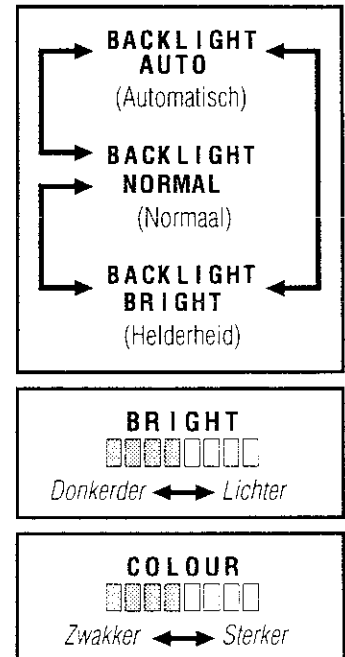 BACKLIGHT
AUTO
(Automatisch)
BACKLIGHT
NORMAL
(Normaal)
BACKLIGHT
BRIGHT
(Helderheid)
BRIGHT
Donkerder Lichter
COLOUR
Zwakker Sterker